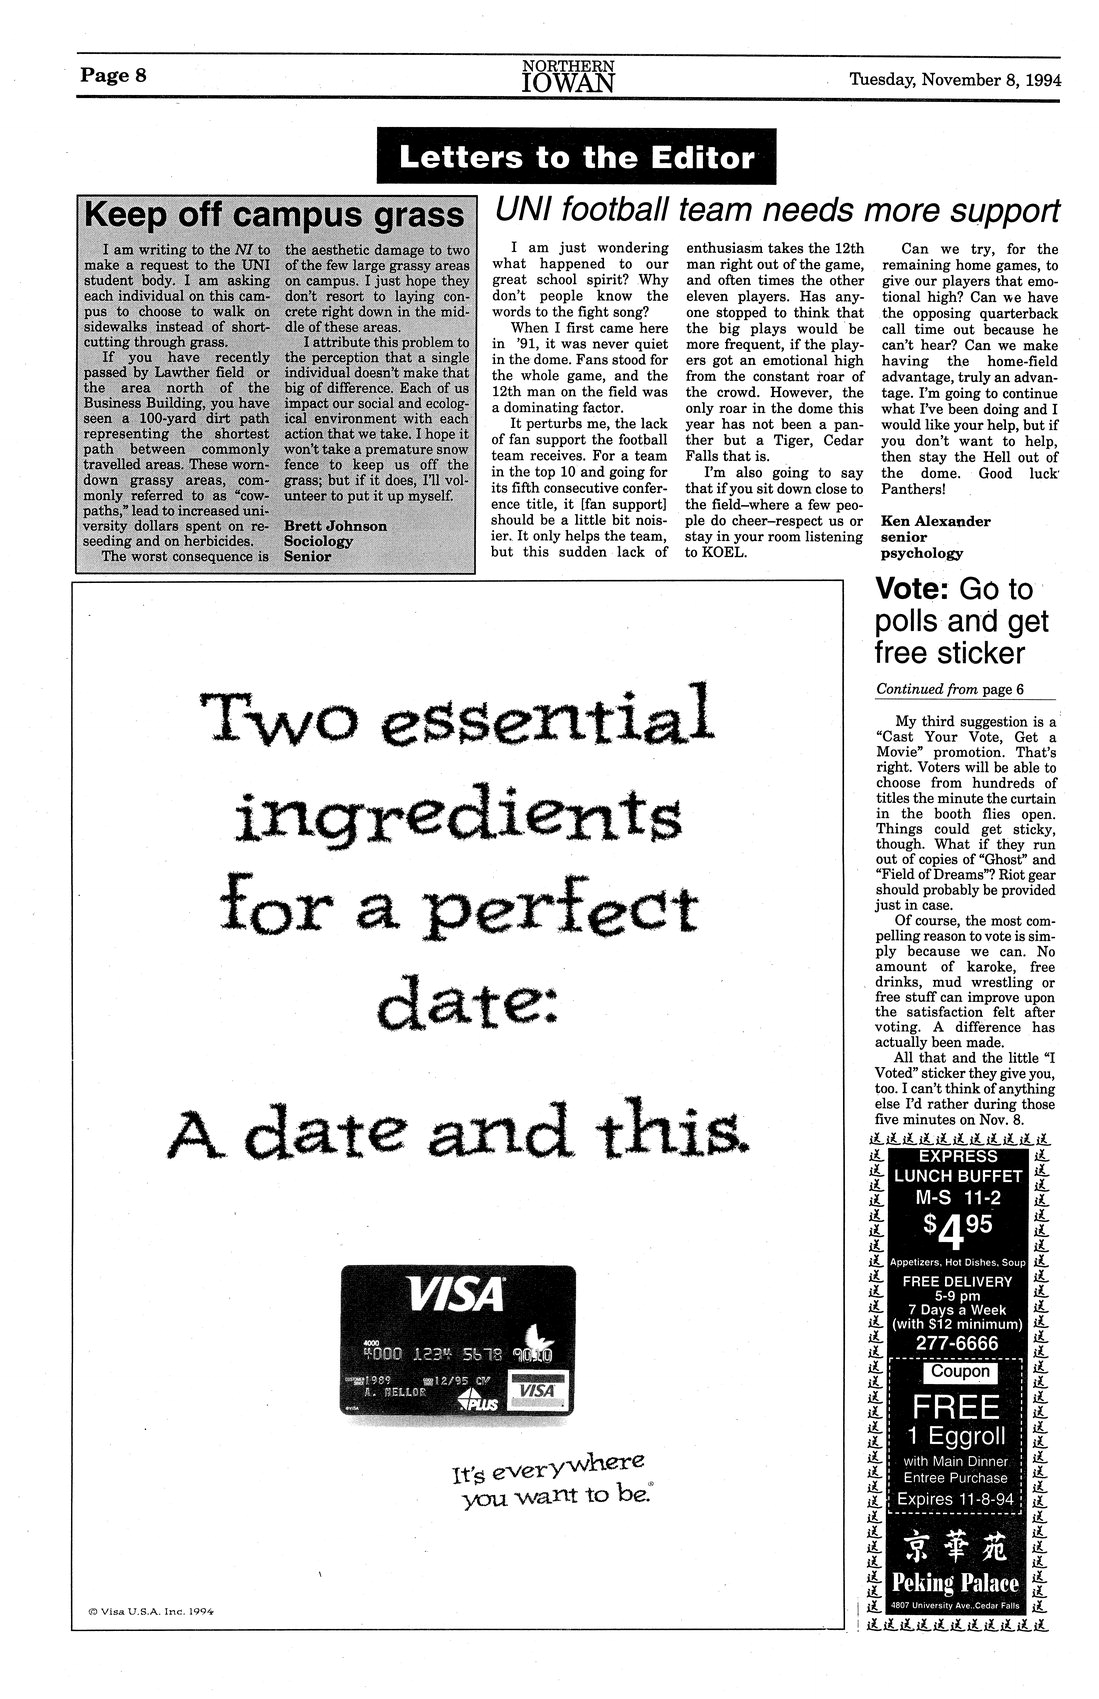 Page 8
NORTHERN
IOWAN
Tuesday, November 8, 1994
Letters to the Editor
Keep off campus grass
I am writing to the NI to
make a request to the UNI
student body. I am asking
each individual on this cam-
pus to choose to walk on
sidewalks instead of short-
cutting through grass.
If you have recently
passed by Lawther field or
the area north of the
Business Building, you have
seen a 100-yard dirt path
representing the shortest
path between commonly
travelled areas. These worn-
down grassy areas, com-
monly referred to as “cow-
paths,” lead to increased uni-
versity dollars spent on re-
seeding and on herbicides.
The worst consequence is
the aesthetic damage to two
of the few large grassy areas
on campus. I just hope they
don’t resort to laying con-
crete right down in the mid-
dle of these areas.
I attribute this problem to
the perception that a single
individual doesn’t make that
big of difference. Each of us
impact our social and ecolog-
ical environment with each
action that we take. I hope it
won’t take a premature snow
fence to keep us off the
grass; but if it does, I’ll vol-
unteer to put it up myself.
Brett Johnson
Sociology
Senior
UNI football team needs more support
I am just wondering
what happened to our
great school spirit? Why
don’t people know the
words to the fight song?
When I first came here
in ’91, it was never quiet
in the dome. Fans stood for
the whole game, and the
12th man on the field was
a dominating factor.
It perturbs me, the lack
of fan support the football
team receives. For a team
in the top 10 and going for
its fifth consecutive confer-
ence title, it [fan support]
should be a little bit nois-
ier. It only helps the team,
but this sudden lack of
enthusiasm takes the 12th
man right out of the game,
and often times the other
eleven players. Has any-
one stopped to think that
the big plays would be
more frequent, if the play-
ers got an emotional high
from the constant roar of
the crowd. However, the
only roar in the dome this
year has not been a pan-
ther but a Tiger, Cedar
Falls that is.
I’m also going to say
that if you sit down close to
the field–where a few peo-
ple do cheer–respect us or
stay in your room listening
to KOEL.
Can we try, for the
remaining home games, to
give our players that emo-
tional high? Can we have
the opposing quarterback
call time out because he
can’t hear? Can we make
having the home-field
advantage, truly an advan-
tage. I’m going to continue
what I’ve been doing and I
would like your help, but if
you don’t want to help,
then stay the Hell out of
the dome. Good luck
Panthers!
Ken Alexander
senior
psychology
Vote: Go to
polls and get
free sticker
Continued from page 6
My third suggestion is a
“Cast Your Vote, Get a
Movie” promotion. That’s
right. Voters will be able to
choose from hundreds of
titles the minute the curtain
in the booth flies open.
Things could get sticky,
though. What if they run
out of copies of “Ghost” and
“Field of Dreams”? Riot gear
should probably be provided
just in case.
Of course, the most com-
pelling reason to vote is sim-
ply because we can. No
amount of karoke, free
drinks, mud wrestling or
free stuff can improve upon
the satisfaction felt after
voting. A difference has
actually been made.
All that and the little “I
Voted” sticker they give you,
too. I can’t think of anything
else I’d rather during those
five minutes on Nov. 8.
Two essential
ingredients
for a perfect
date:
A date and this.
VISA
4000
4000 1234 5678 9010
1989 12/95 CV
A. MELLOR
PLUS
VISA
It's everywhere
you want to be.®
© Visa U.S.A. Inc. 1994
EXPRESS
LUNCH BUFFET
M-S 11-2
$4 95
Appetizers, Hot Dishes, Soup
FREE DELIVERY
5-9 pm
7 Days a Week
(with $12 minimum)
277-6666
Coupon
FREE
1 Eggroll
with Main Dinner
Entree Purchase
Expires 11-8-94
京華苑
Peking Palace
4807 University Ave..Cedar Falls